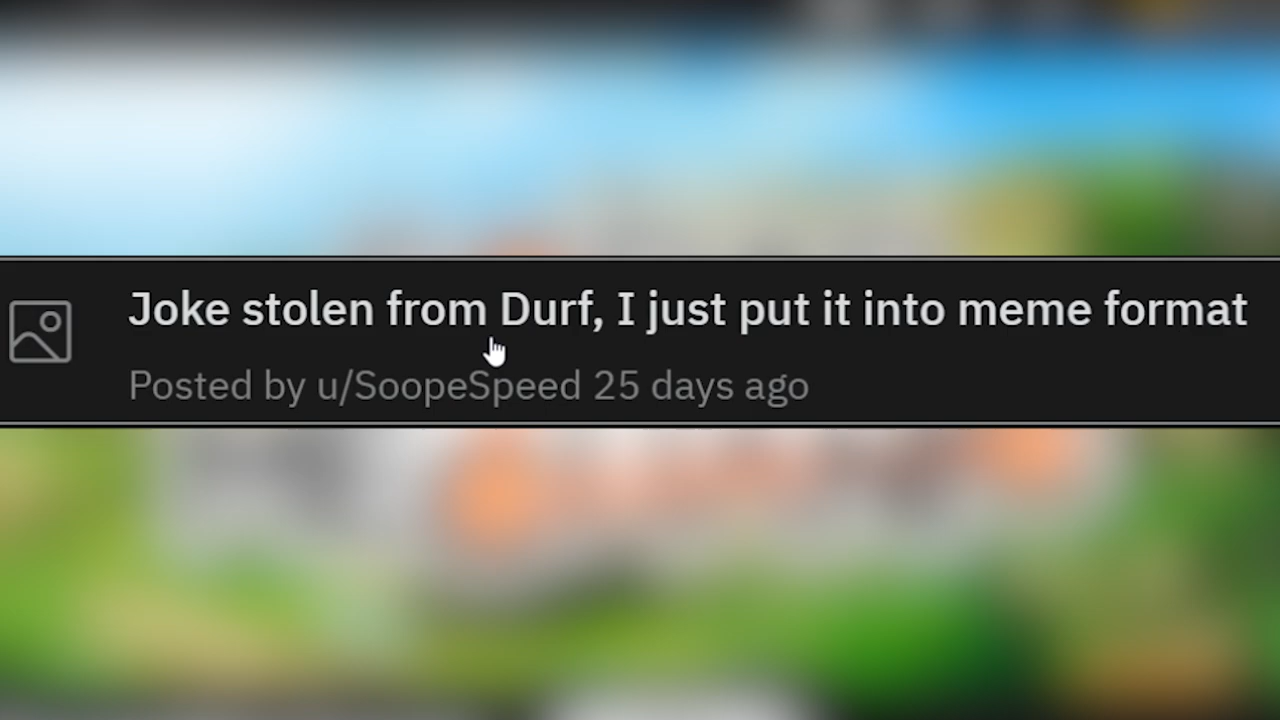 Joke stolen from Durf, I just put it into meme format
Posted by u/SoopeSpeed 25 days ago